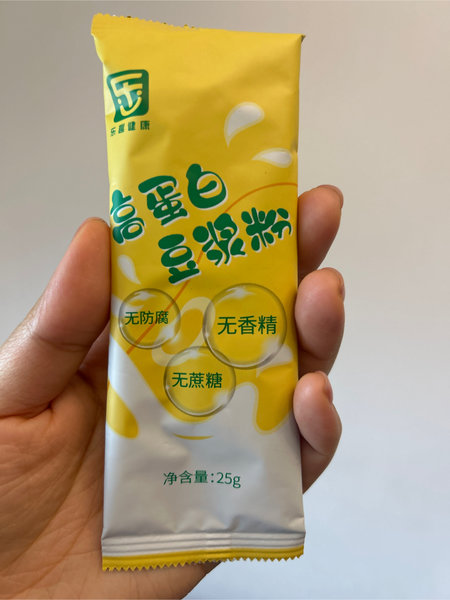 乐
乐喜健康
高蛋白
豆浆粉
无防腐
无香精
无蔗糖
净含量:25g